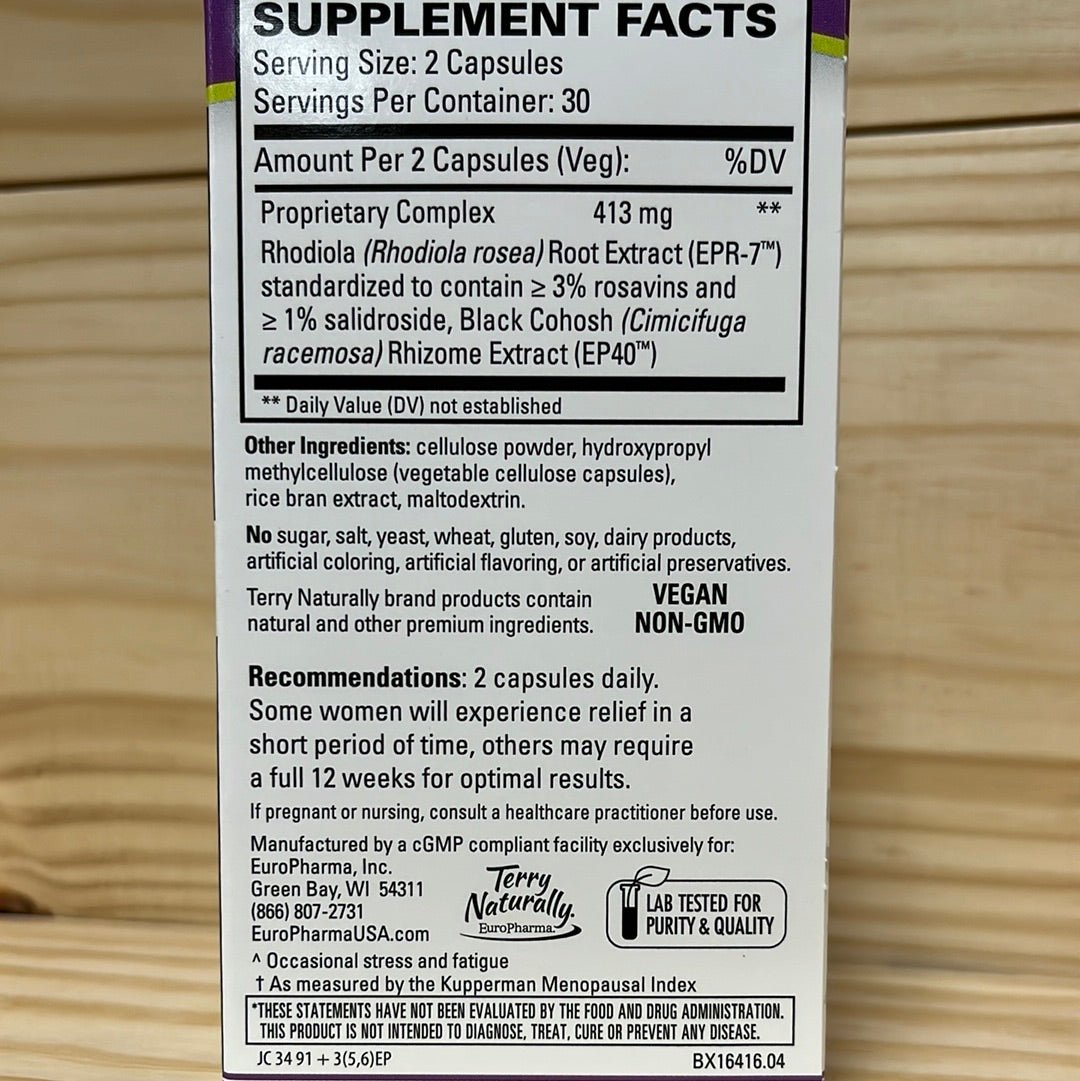 SUPPLEMENT FACTS
Serving Size: 2 Capsules
Servings Per Container: 30
Amount Per 2 Capsules (Veg): %DV
Proprietary Complex 413 mg **
Rhodiola (Rhodiola rosea) Root Extract (EPR-7™)
standardized to contain ≥ 3% rosavins and
≥ 1% salidroside, Black Cohosh (Cimicifuga
racemosa) Rhizome Extract (EP40™)
** Daily Value (DV) not established
Other Ingredients: cellulose powder, hydroxypropyl
methylcellulose (vegetable cellulose capsules),
rice bran extract, maltodextrin.
No sugar, salt, yeast, wheat, gluten, soy, dairy products,
artificial coloring, artificial flavoring, or artificial preservatives.
Terry Naturally brand products contain
natural and other premium ingredients.
VEGAN
NON-GMO
Recommendations: 2 capsules daily.
Some women will experience relief in a
short period of time, others may require
a full 12 weeks for optimal results.
If pregnant or nursing, consult a healthcare practitioner before use.
Manufactured by a cGMP compliant facility exclusively for:
EuroPharma, Inc.
Green Bay, WI 54311
(866) 807-2731
EuroPharmaUSA.com
Terry
Naturally.
EuroPharma.
LAB TESTED FOR
PURITY & QUALITY
^ Occasional stress and fatigue
† As measured by the Kupperman Menopausal Index
*THESE STATEMENTS HAVE NOT BEEN EVALUATED BY THE FOOD AND DRUG ADMINISTRATION.
THIS PRODUCT IS NOT INTENDED TO DIAGNOSE, TREAT, CURE OR PREVENT ANY DISEASE.
JC 34 91 + 3(5,6)EP BX16416.04